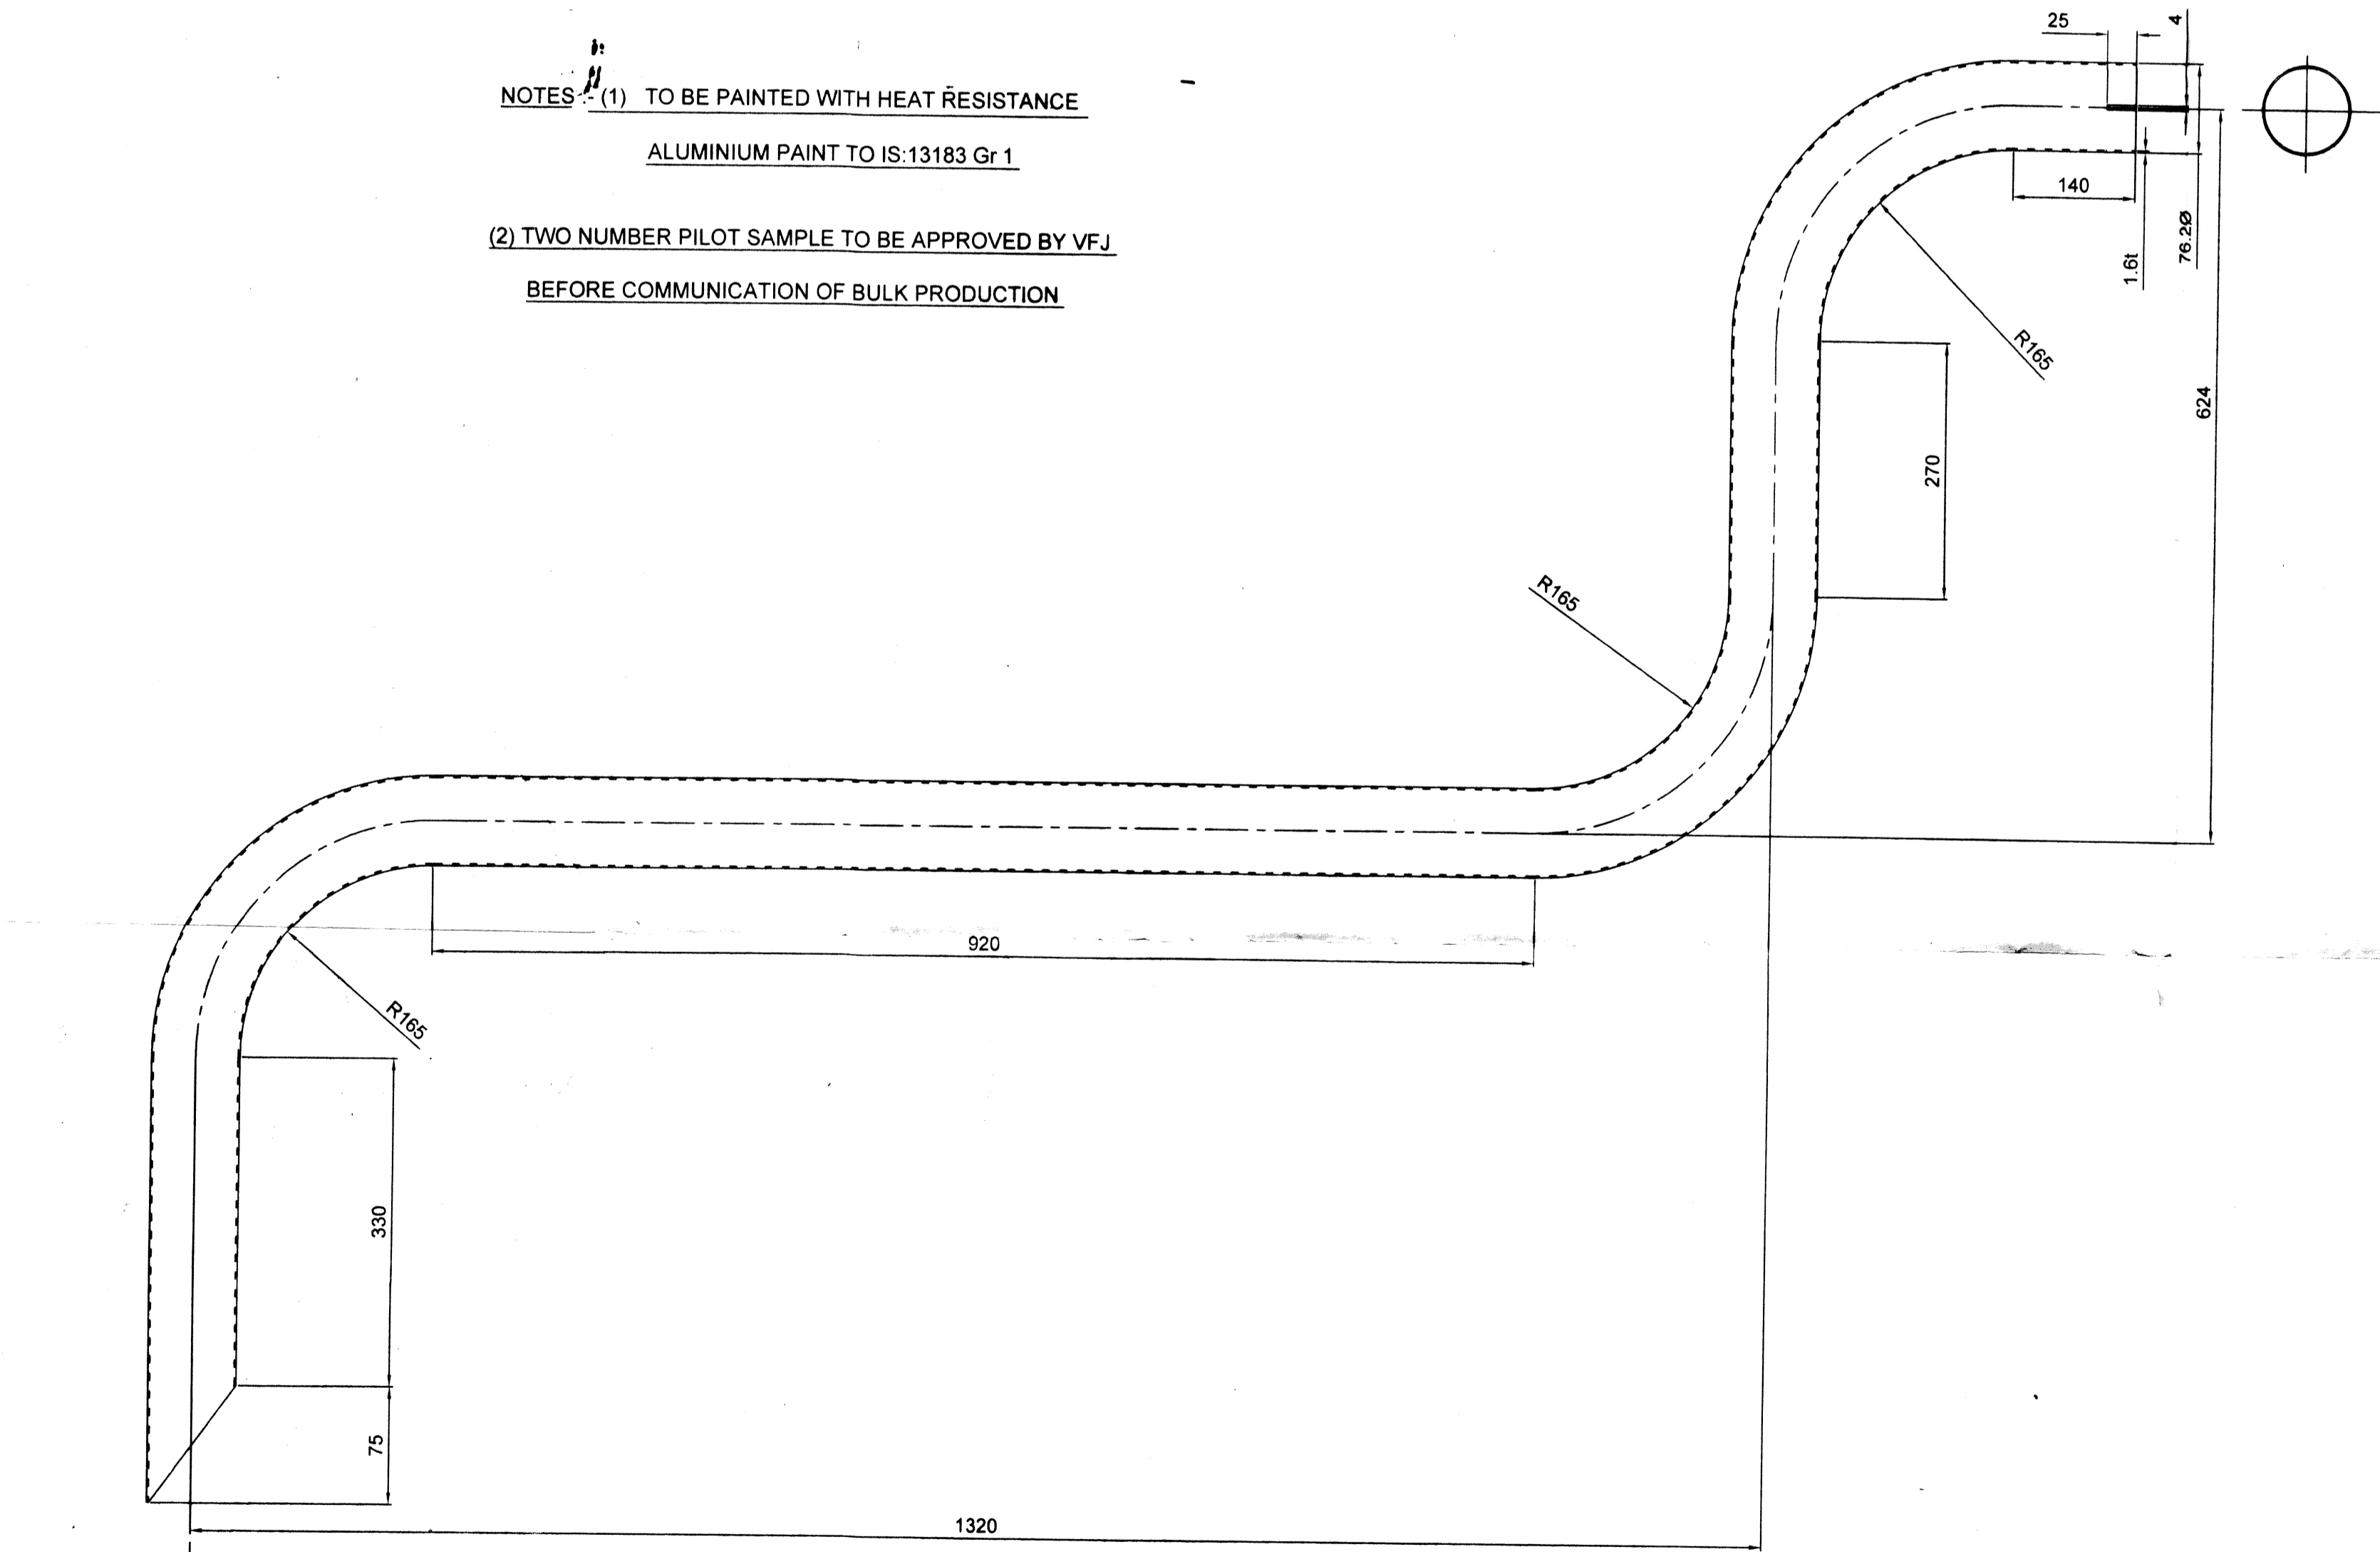 NOTES :- (1) TO BE PAINTED WITH HEAT RESISTANCE
ALUMINIUM PAINT TO IS:13183 Gr 1
(2) TWO NUMBER PILOT SAMPLE TO BE APPROVED BY VFJ
BEFORE COMMUNICATION OF BULK PRODUCTION
25
4
140
1.6t
76.2Ø
R165
624
270
R165
920
R165
330
75
1320